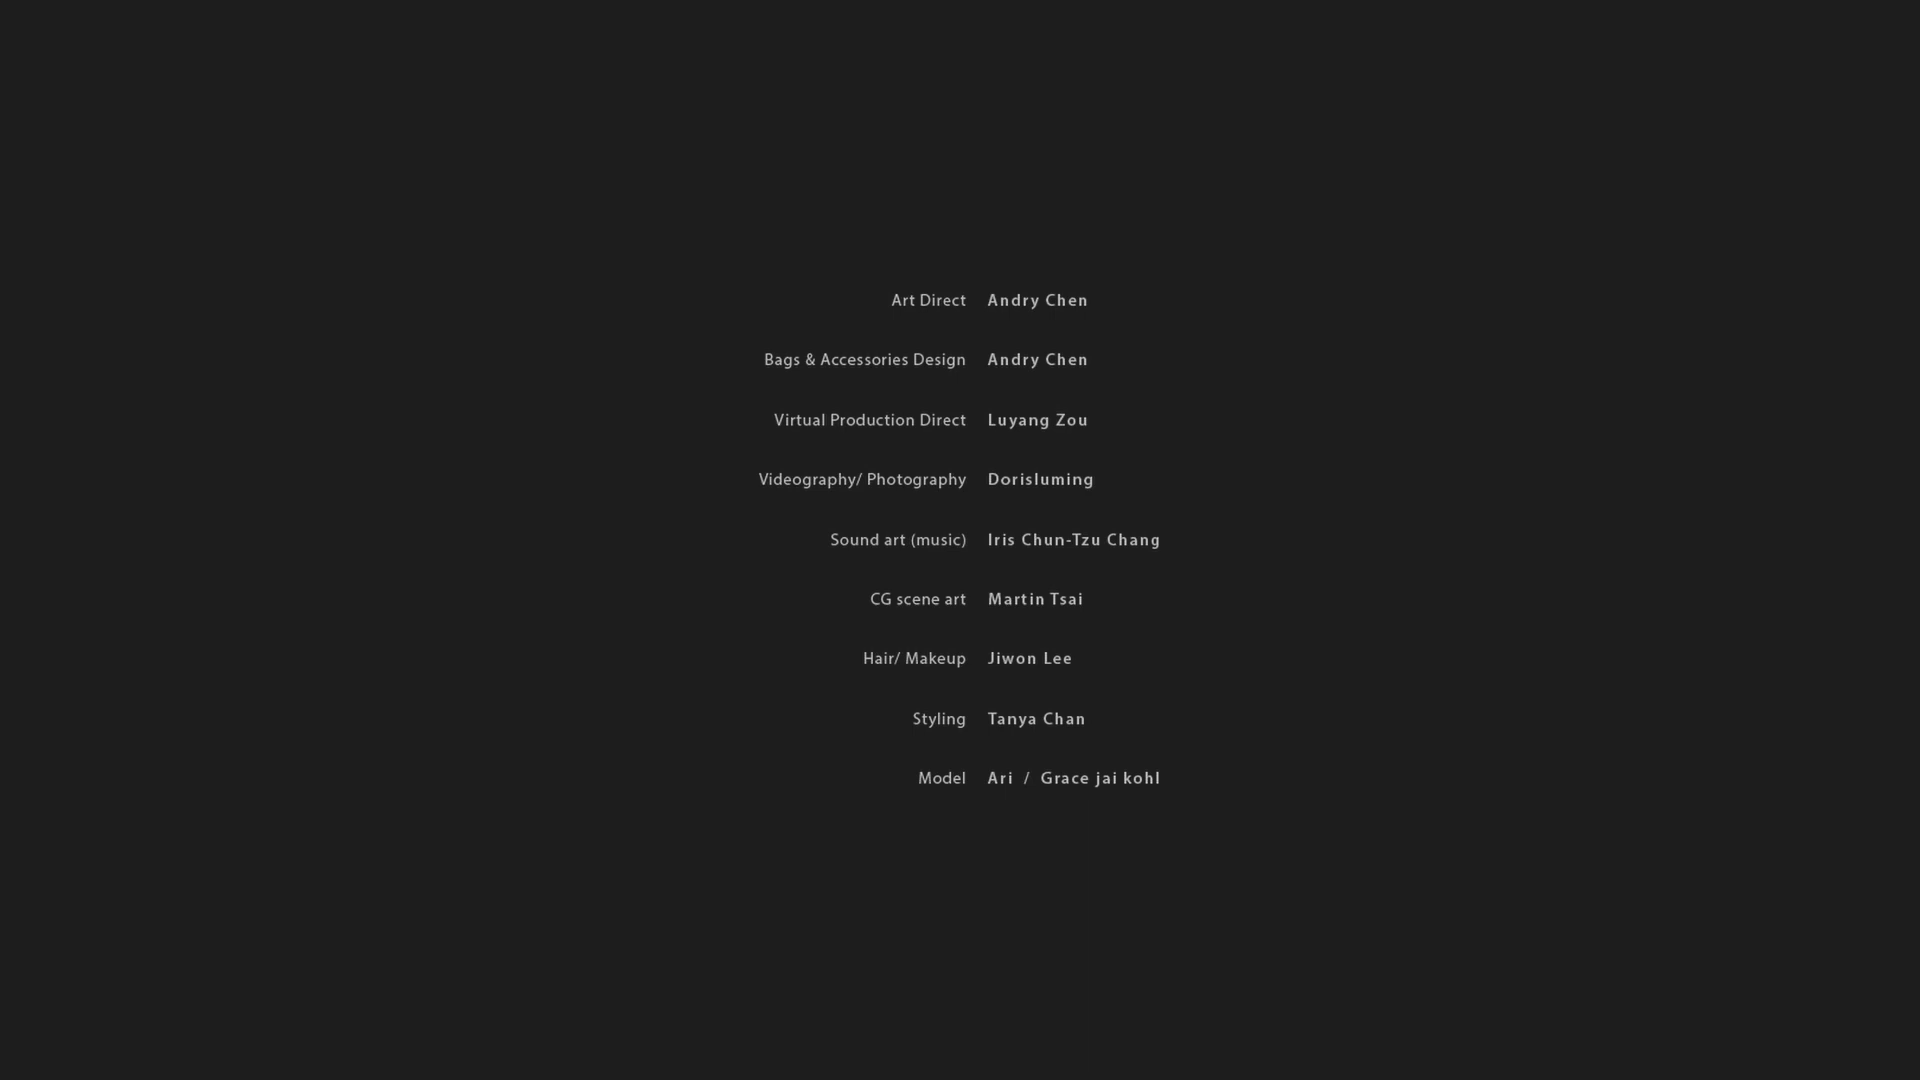 Art Direct Andry Chen
Bags & Accessories Design Andry Chen
Virtual Production Direct Luyang Zou
Videography/ Photography Dorisluming
Sound art (music) Iris Chun-Tzu Chang
CG scene art Martin Tsai
Hair/ Makeup Jiwon Lee
Styling Tanya Chan
Model Ari / Grace jai kohl